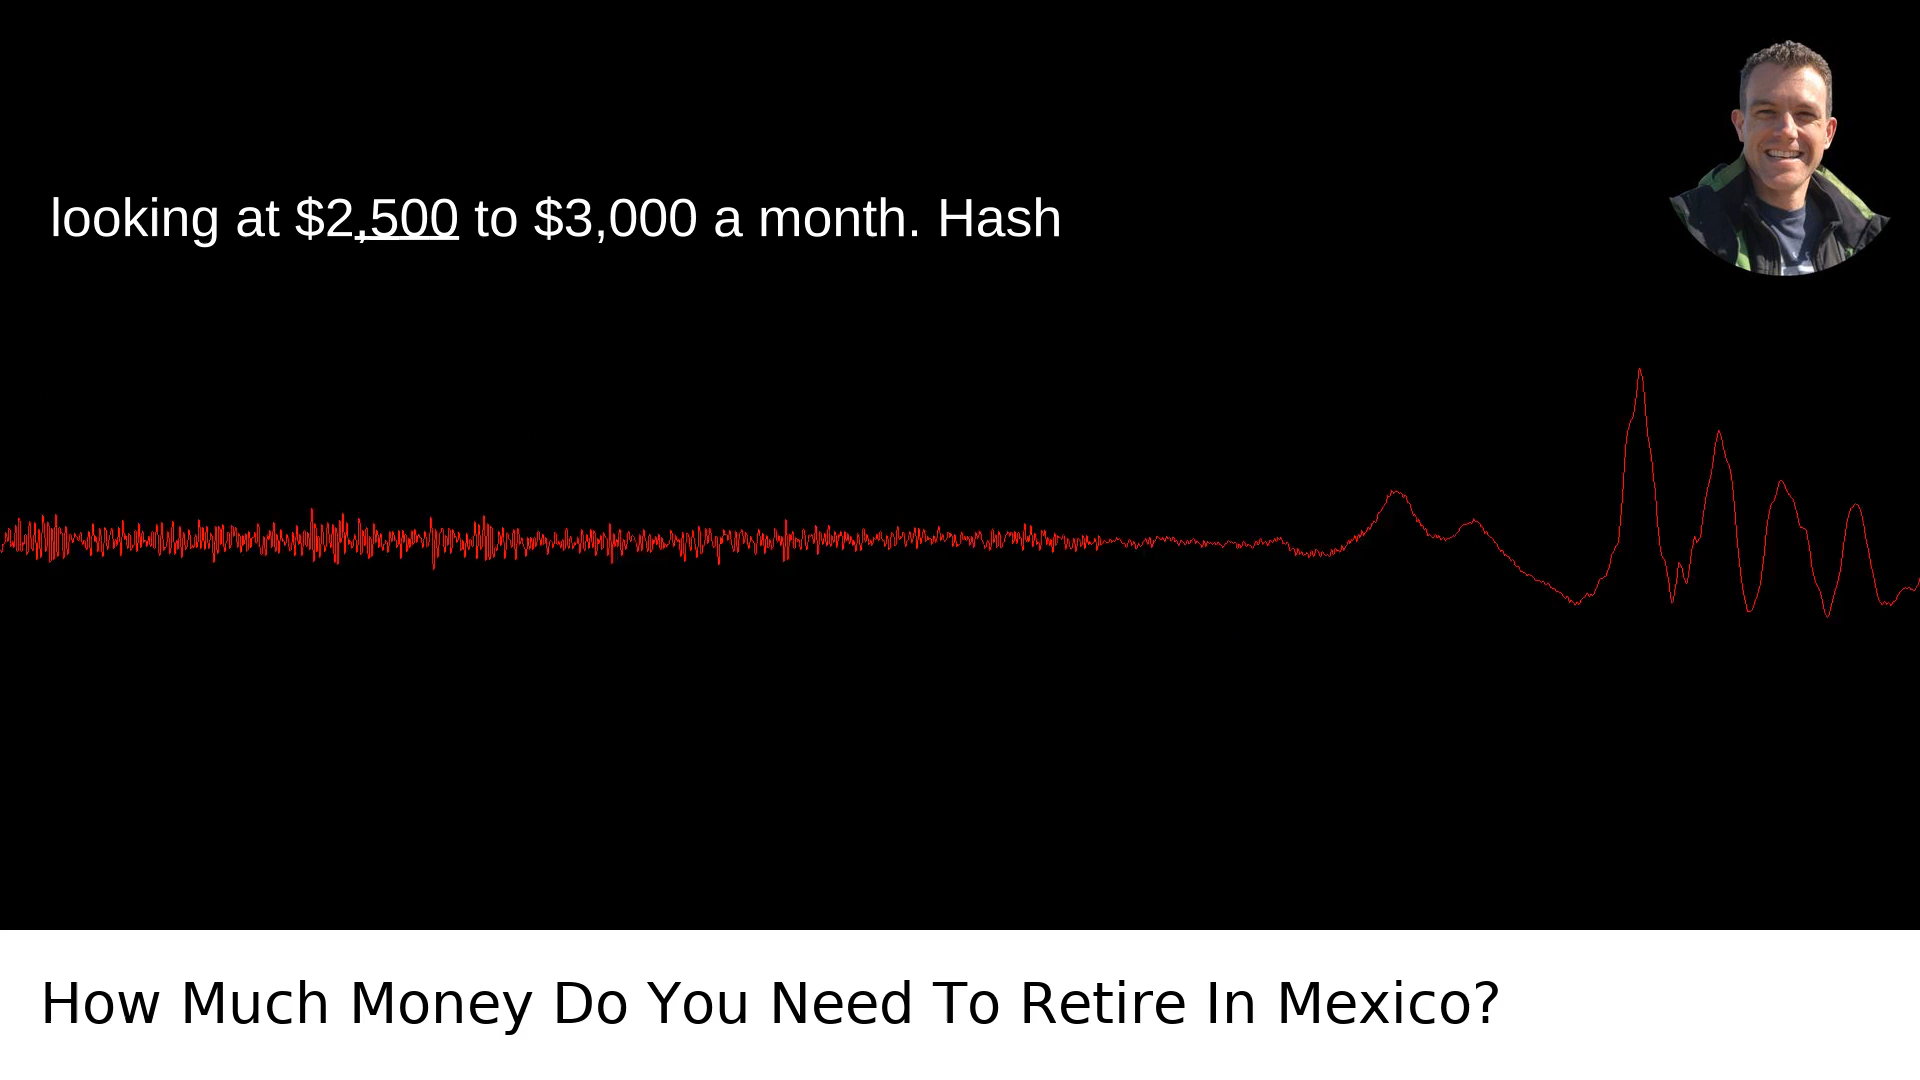 looking at $2,500 to $3,000 a month. Hash
How Much Money Do You Need To Retire In Mexico?